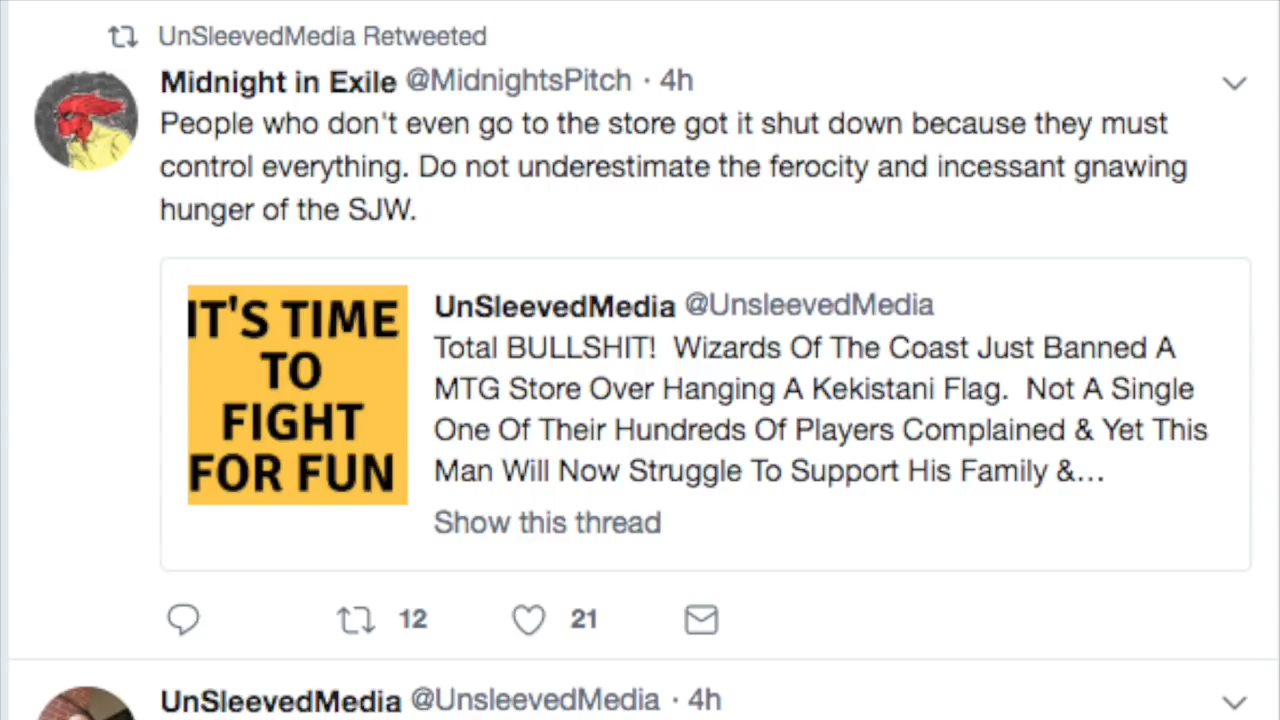 UnSleevedMedia Retweeted
Midnight in Exile @MidnightsPitch · 4h
People who don't even go to the store got it shut down because they must
control everything. Do not underestimate the ferocity and incessant gnawing
hunger of the SJW.
IT'S TIME
TO
FIGHT
FOR FUN
UnSleevedMedia @UnsleevedMedia
Total BULLSHIT!  Wizards Of The Coast Just Banned A
MTG Store Over Hanging A Kekistani Flag.  Not A Single
One Of Their Hundreds Of Players Complained & Yet This
Man Will Now Struggle To Support His Family &...
Show this thread
12 21
UnSleevedMedia @UnsleevedMedia · 4h